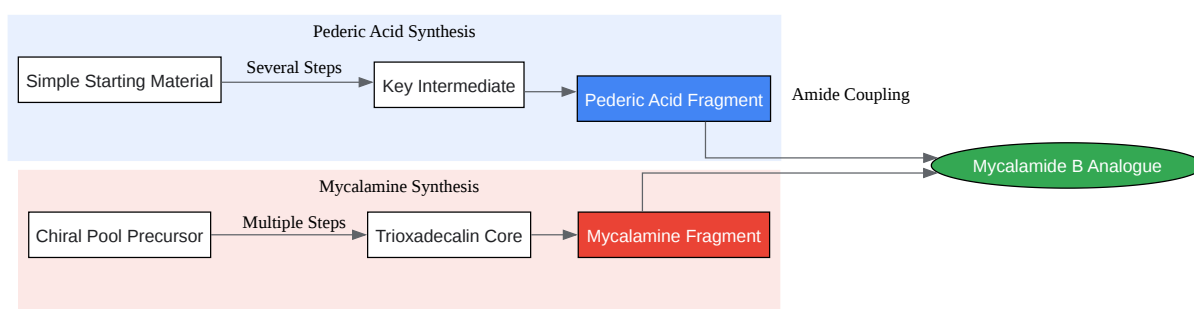 Pederic Acid Synthesis
Simple Starting Material
Several Steps
Key Intermediate
Pederic Acid Fragment
Amide Coupling
Mycalamide B Analogue
Mycalamine Synthesis
Chiral Pool Precursor
Multiple Steps
Trioxadecalin Core
Mycalamine Fragment